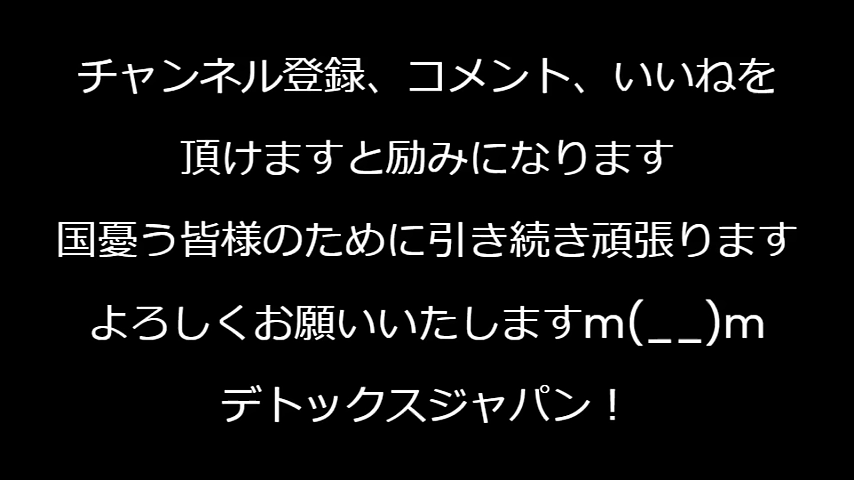 チャンネル登録、コメント、いいねを
頂けますと励みになります
国憂う皆様のために引き続き頑張ります
よろしくお願いいたしますm(__)m
デトックスジャパン！